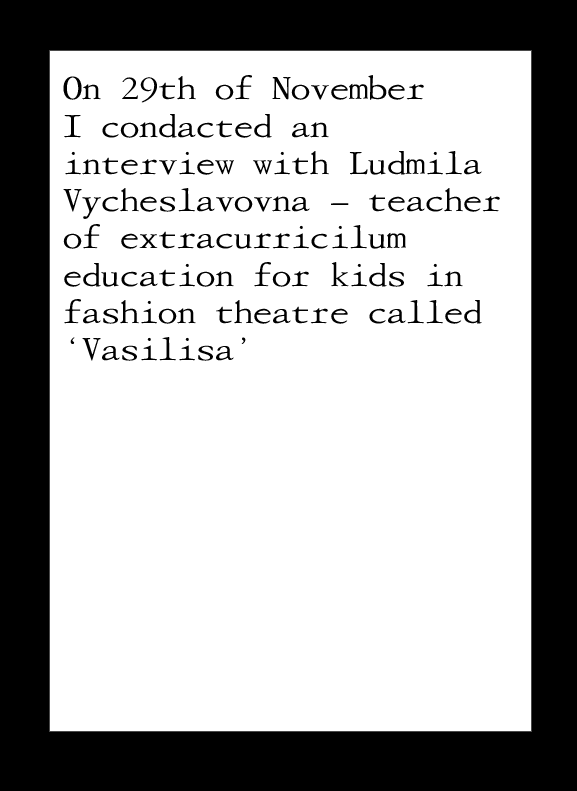 On 29th of November
I condacted an
interview with Ludmila
Vycheslavovna – teacher
of extracurricilum
education for kids in
fashion theatre called
‘Vasilisa’